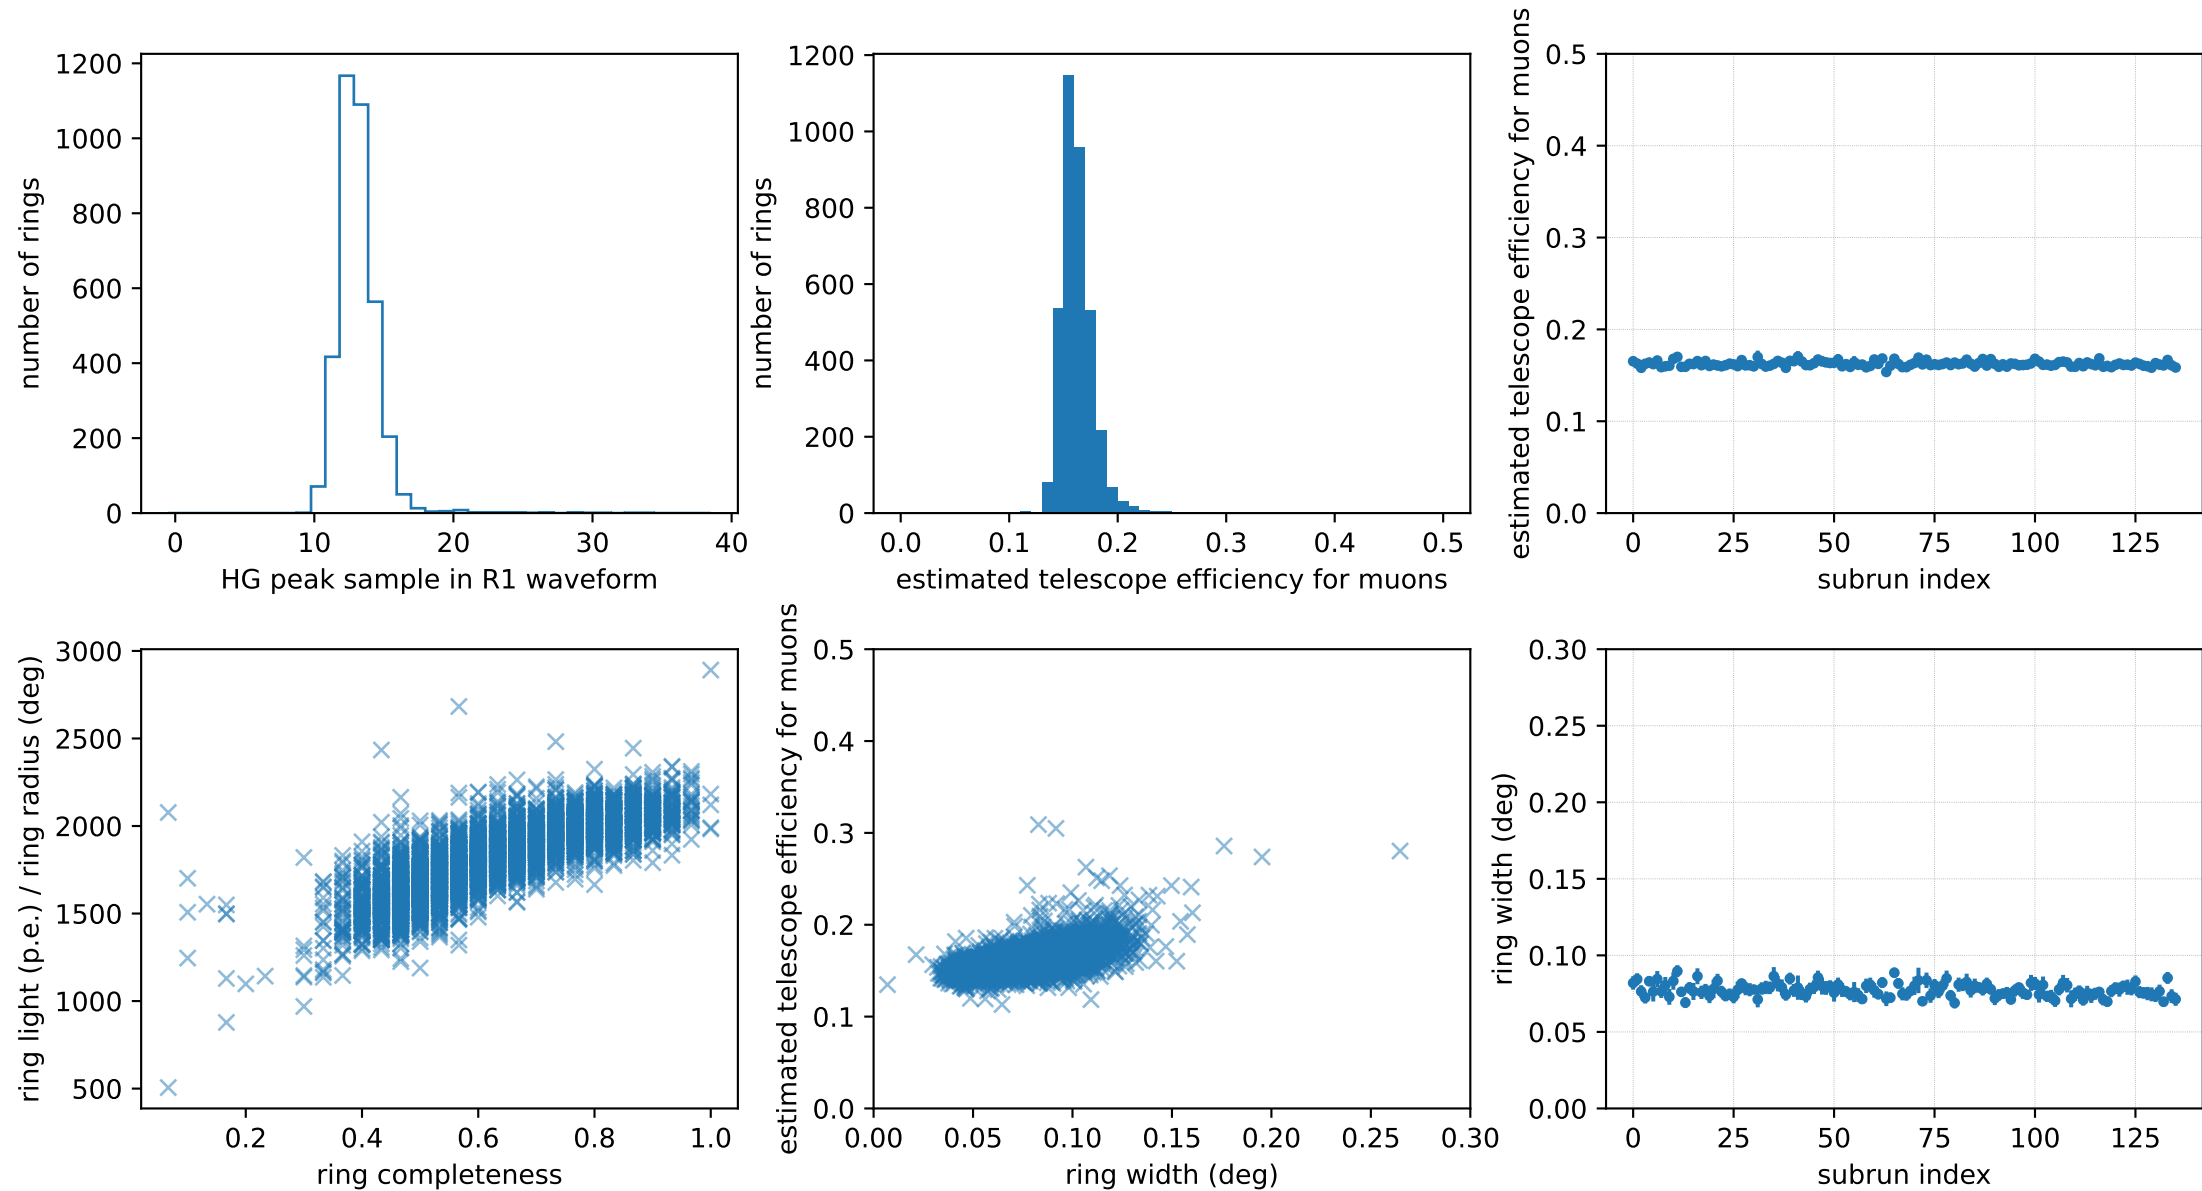 1200
1000
800
600
400
200
0
number of rings
0 10 20 30 40
HG peak sample in R1 waveform
1200
1000
800
600
400
200
0
number of rings
0.0 0.1 0.2 0.3 0.4 0.5
estimated telescope efficiency for muons
0.5
0.4
0.3
0.2
0.1
0.0
estimated telescope efficiency for muons
0 25 50 75 100 125
subrun index
3000
2500
2000
1500
1000
500
ring light (p.e.) / ring radius (deg)
0.2 0.4 0.6 0.8 1.0
ring completeness
0.5
0.4
0.3
0.2
0.1
0.0
estimated telescope efficiency for muons
0.00 0.05 0.10 0.15 0.20 0.25 0.30
ring width (deg)
0.30
0.25
0.20
0.15
0.10
0.05
0.00
ring width (deg)
0 25 50 75 100 125
subrun index